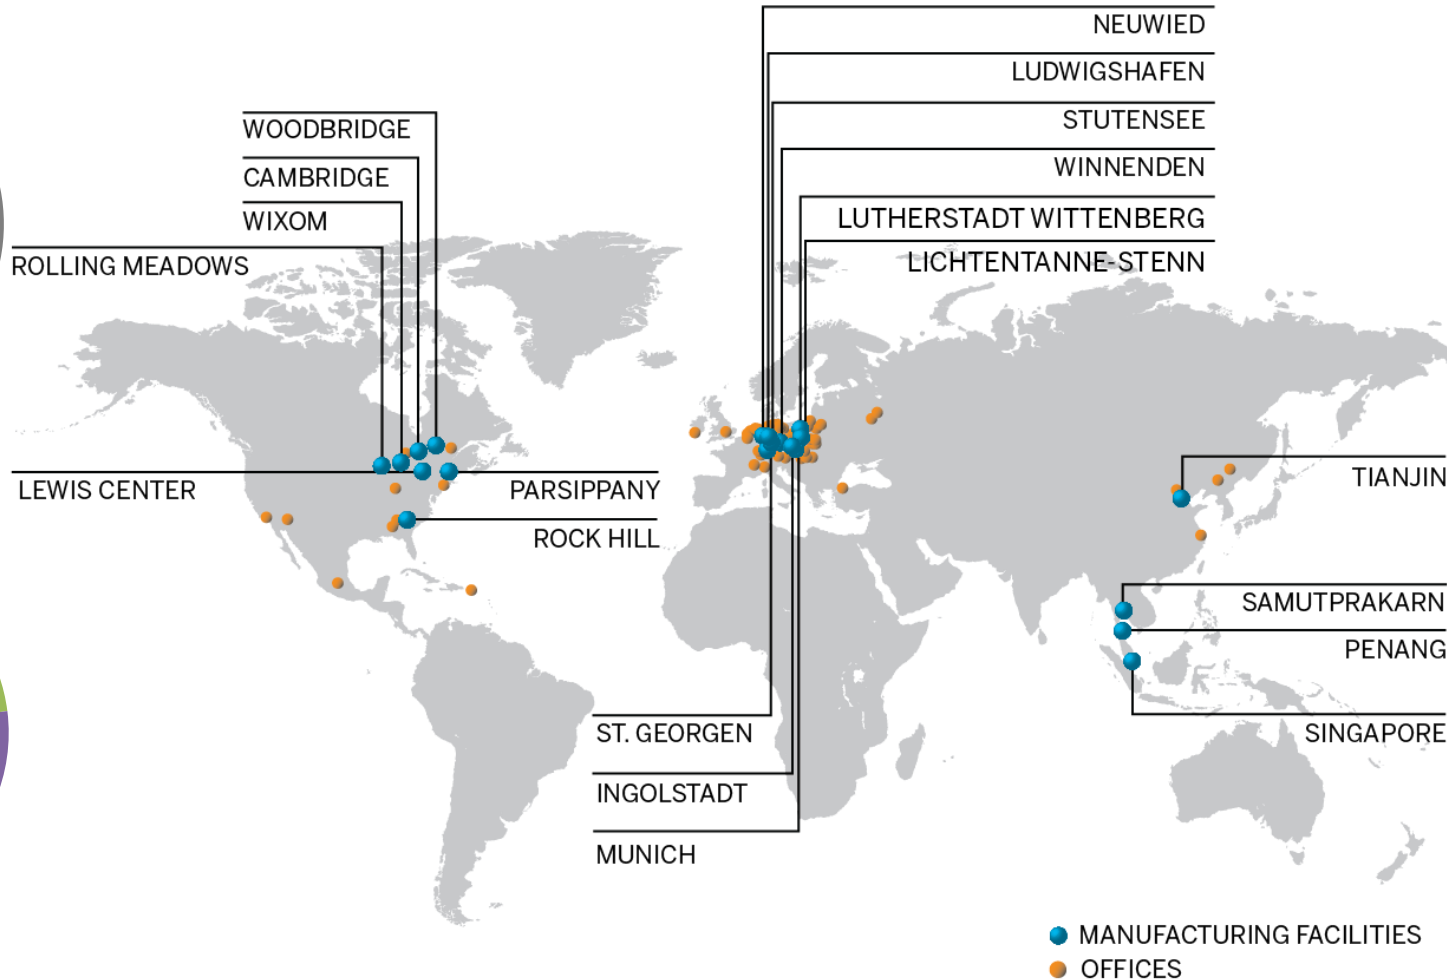 NEUWIED
LUDWIGSHAFEN
STUTENSEE
WINNENDEN
LUTHERSTADT WITTENBERG
LICHTENTANNE-STENN
WOODBRIDGE
CAMBRIDGE
WIXOM
ROLLING MEADOWS
LEWIS CENTER
PARSIPPANY
ROCK HILL
TIANJIN
SAMUTPRAKARN
PENANG
SINGAPORE
ST. GEORGEN
INGOLSTADT
MUNICH
MANUFACTURING FACILITIES
OFFICES